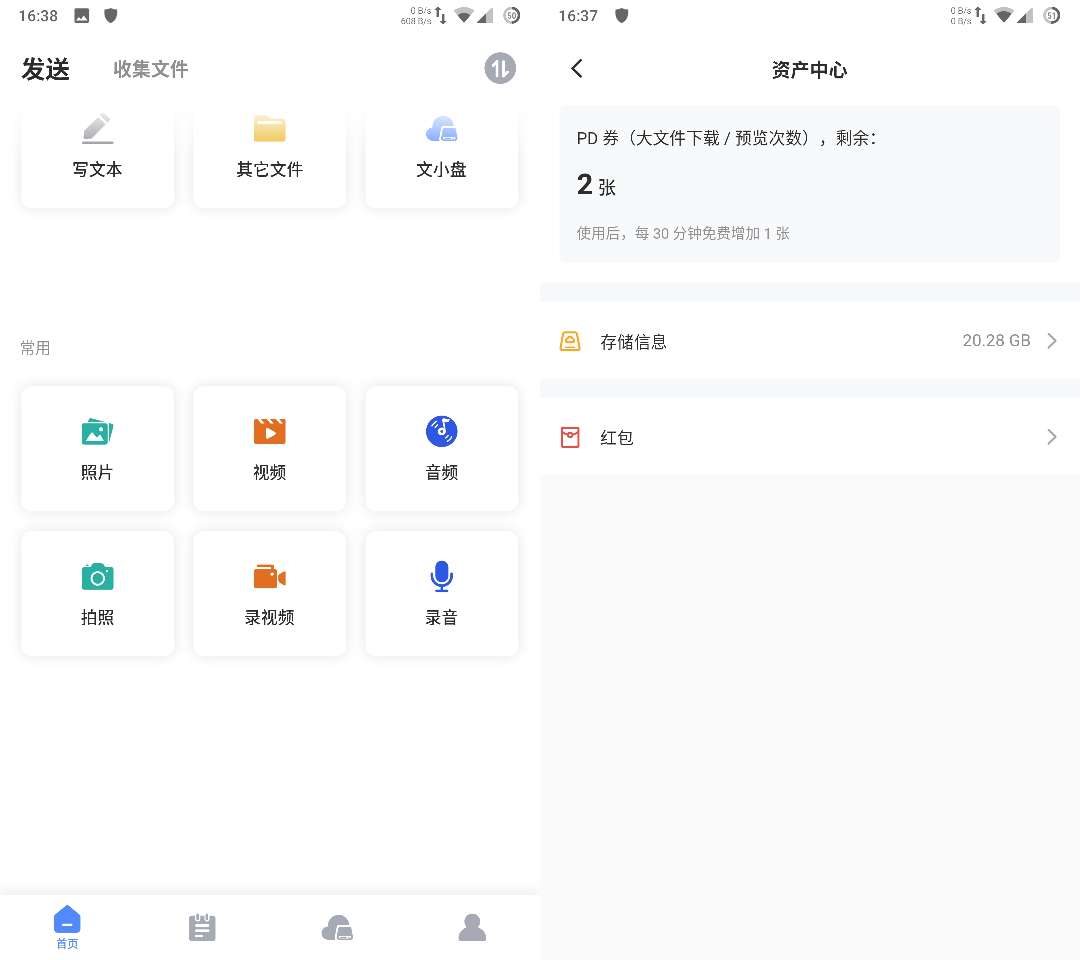 16:38
0 B/s
608 B/s
50
发送
收集文件
写文本
其它文件
文小盘
常用
照片
视频
音频
拍照
录视频
录音
首页
16:37
0 B/s
0 B/s
51
资产中心
PD 券（大文件下载 / 预览次数），剩余：
2 张
使用后，每 30 分钟免费增加 1 张
存储信息
20.28 GB
红包